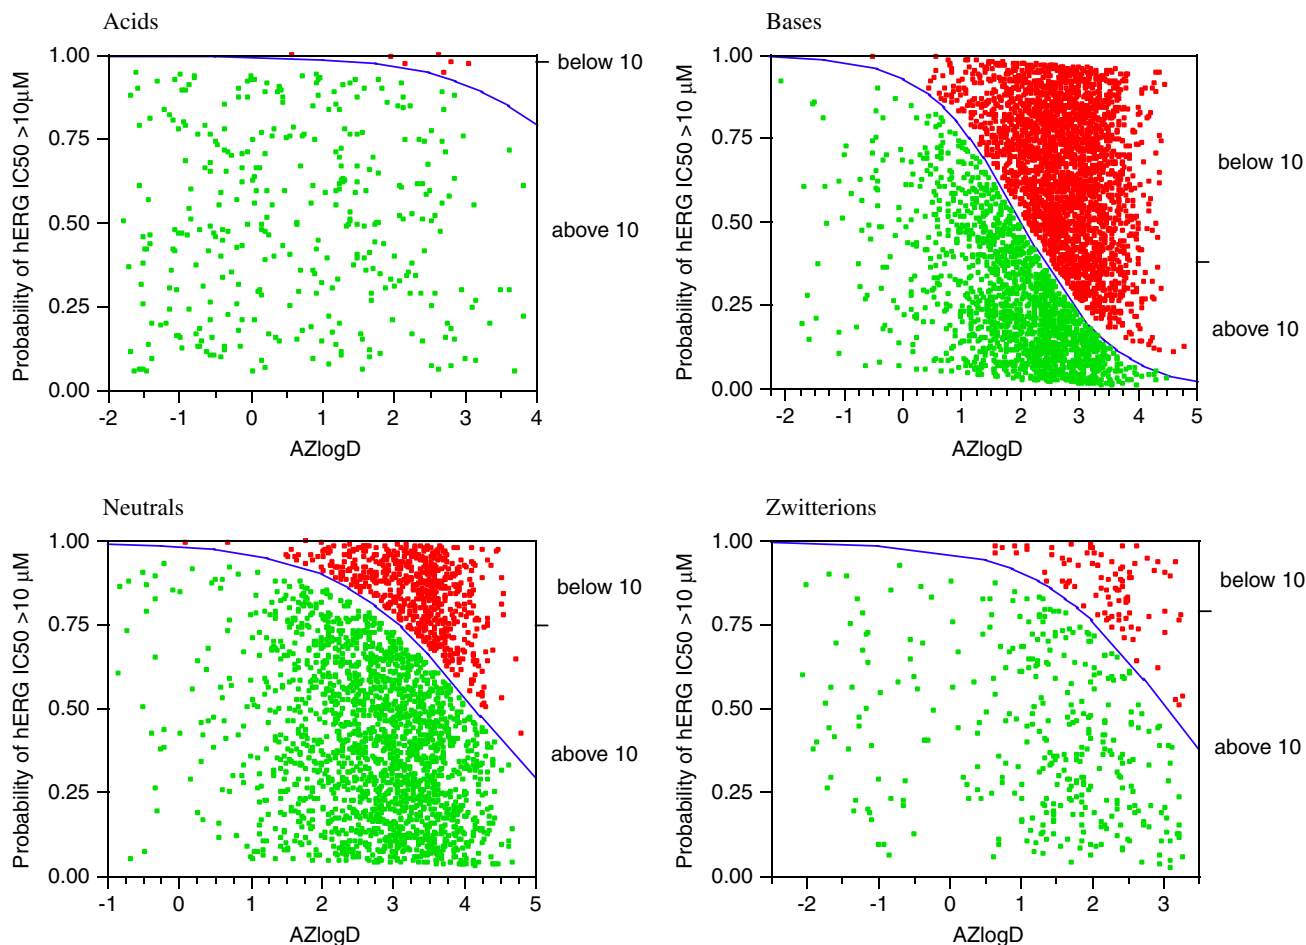 Acids
1.00
0.75
0.50
0.25
0.00
Probability of hERG IC50 >10μM
-2 -1 0 1 2 3 4
AZlogD
below 10
above 10
Bases
1.00
0.75
0.50
0.25
0.00
Probability of hERG IC50 >10 μM
-2 -1 0 1 2 3 4 5
AZlogD
below 10
above 10
Neutrals
1.00
0.75
0.50
0.25
0.00
Probability of hERG IC50 >10 μM
-1 0 1 2 3 4 5
AZlogD
below 10
above 10
Zwitterions
1.00
0.75
0.50
0.25
0.00
Probability of hERG IC50 >10 μM
-2 -1 0 1 2 3
AZlogD
below 10
above 10